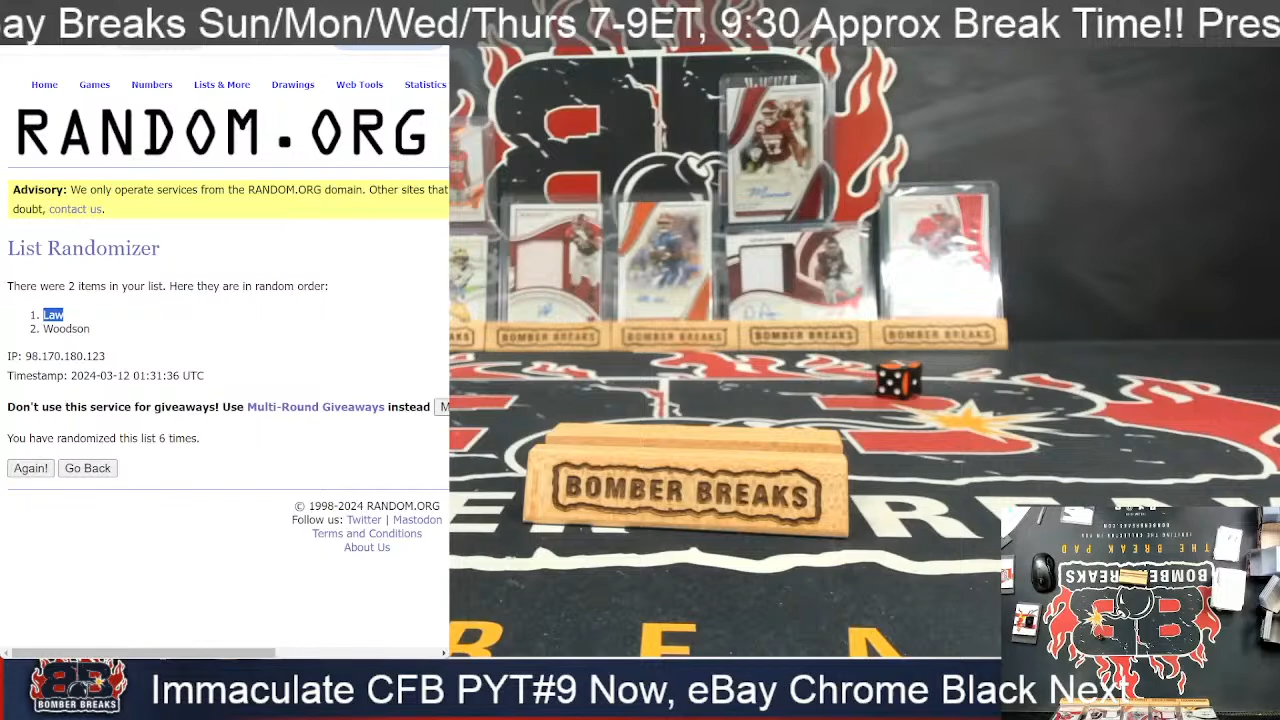 ay Breaks Sun/Mon/Wed/Thurs 7-9ET, 9:30 Approx Break Time!! Pres
Home Games Numbers Lists & More Drawings Web Tools Statistics
RANDOM.ORG
Advisory: We only operate services from the RANDOM.ORG domain. Other sites that
doubt, contact us.
List Randomizer
There were 2 items in your list. Here they are in random order:
1. Law
2. Woodson
IP: 98.170.180.123
Timestamp: 2024-03-12 01:31:36 UTC
Don't use this service for giveaways! Use Multi-Round Giveaways instead M
You have randomized this list 6 times.
Again! Go Back
© 1998-2024 RANDOM.ORG
Follow us: Twitter | Mastodon
Terms and Conditions
About Us
BOMBER BREAKS
BOMBER BREAKS
BOMBER BREAKS
BOMBER BREAKS
BOMBER BREAKS
THE BREAK PAD
BOMBER BREAKS
BOMBER BREAKS
Immaculate CFB PYT#9 Now, eBay Chrome Black Next